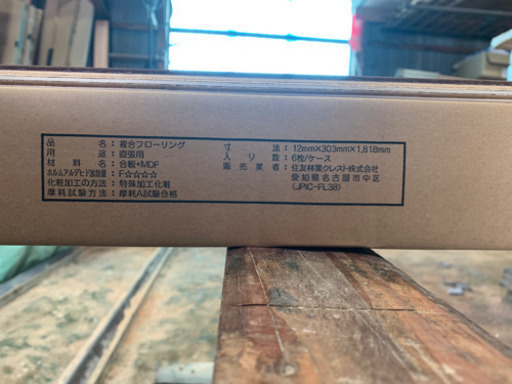 品名：複合フローリング
用途：直張用
材料名：合板+MDF
ホルムアルデヒド放散量：F☆☆☆☆
化粧加工の方法：特殊加工化粧
摩耗試験方法：摩耗A試験合格
寸法：12mm×303mm×1,818mm
入り数：6枚/ケース
販売業者：住友林業クレスト株式会社
愛知県名古屋市中区
(JPIC-FL38)